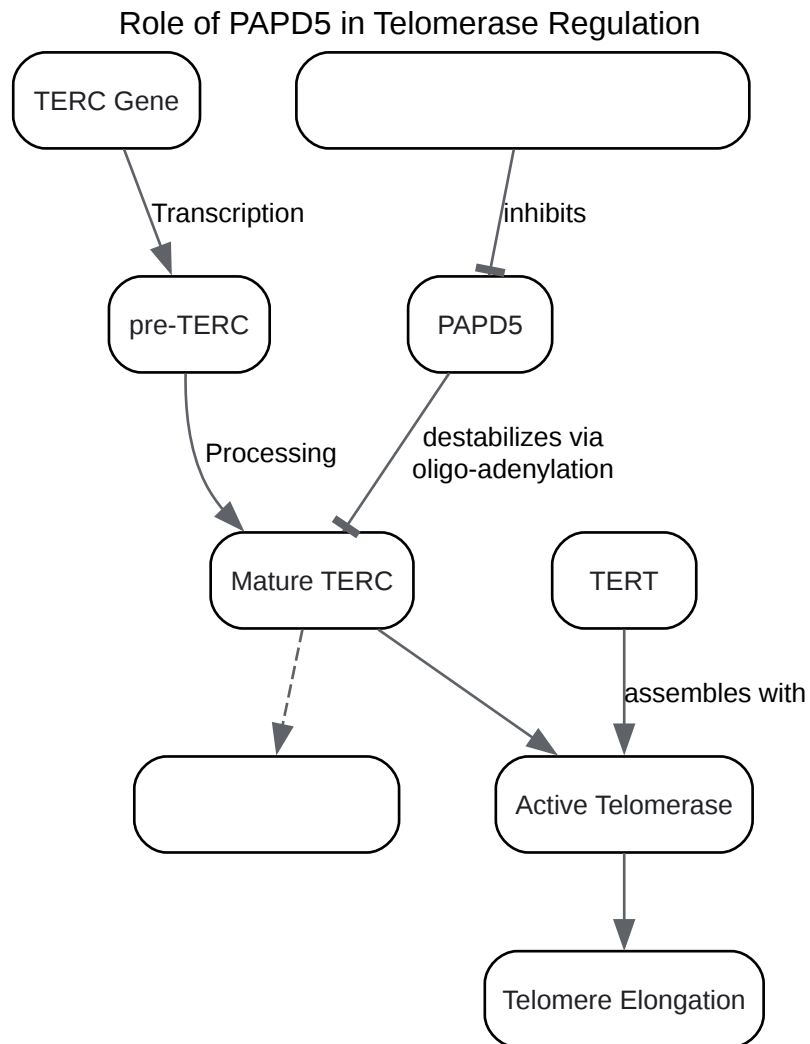 Role of PAPD5 in Telomerase Regulation
TERC Gene
Transcription
inhibits
pre-TERC
PAPD5
Processing
destabilizes via
oligo-adenylation
Mature TERC
TERT
assembles with
Active Telomerase
Telomere Elongation